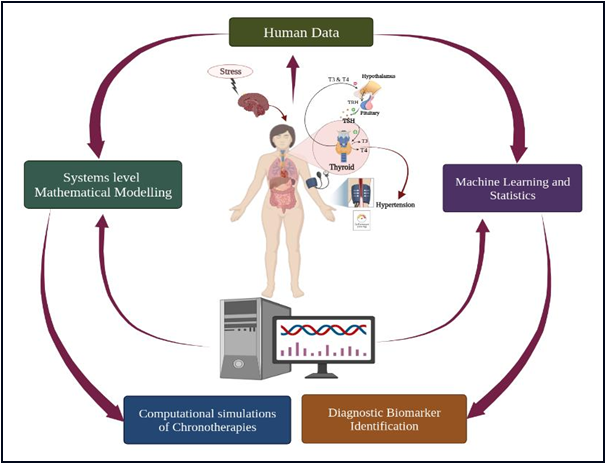 Human Data
Stress
T3 & T4
Hypothalamus
TSH
Pituitary
TSH
T3
T4
Thyroid
Hypertension
Systems level
Mathematical Modelling
Machine Learning and
Statistics
Computational simulations
of Chronotherapies
Diagnostic Biomarker
Identification